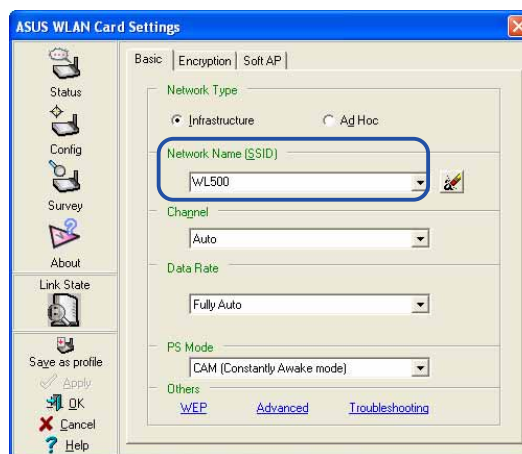 ASUS WLAN Card Settings
Status
Config
Survey
About
Link State
Save as profile
Apply
OK
Cancel
Help
Basic
Encryption
Soft AP
Network Type
Infrastructure
Ad Hoc
Network Name (SSID)
WL500
Channel
Auto
Data Rate
Fully Auto
PS Mode
CAM (Constantly Awake mode)
Others
WEP
Advanced
Troubleshooting